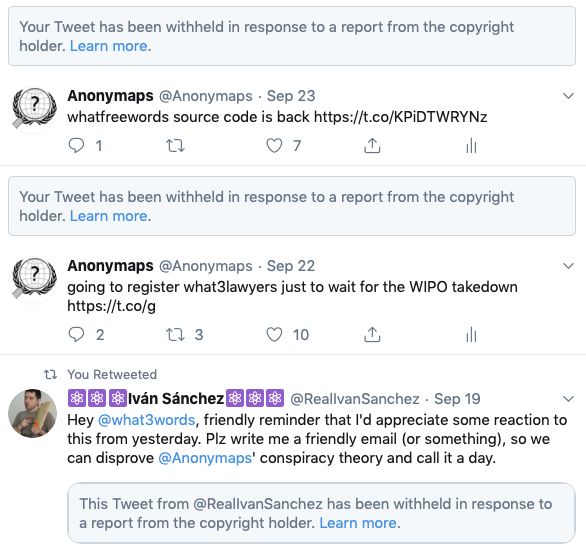 Your Tweet has been withheld in response to a report from the copyright
holder. Learn more.
Anonymaps @Anonymaps · Sep 23
whatfreewords source code is back https://t.co/KPiDTWRYNz
1 7
Your Tweet has been withheld in response to a report from the copyright
holder. Learn more.
Anonymaps @Anonymaps · Sep 22
going to register what3lawyers just to wait for the WIPO takedown
https://t.co/g
2 3 10
You Retweeted
⚛⚛⚛Iván Sánchez⚛⚛⚛ @RealIvanSanchez · Sep 19
Hey @what3words, friendly reminder that I'd appreciate some reaction to
this from yesterday. Plz write me a friendly email (or something), so we
can disprove @Anonymaps' conspiracy theory and call it a day.
This Tweet from @RealIvanSanchez has been withheld in response to
a report from the copyright holder. Learn more.